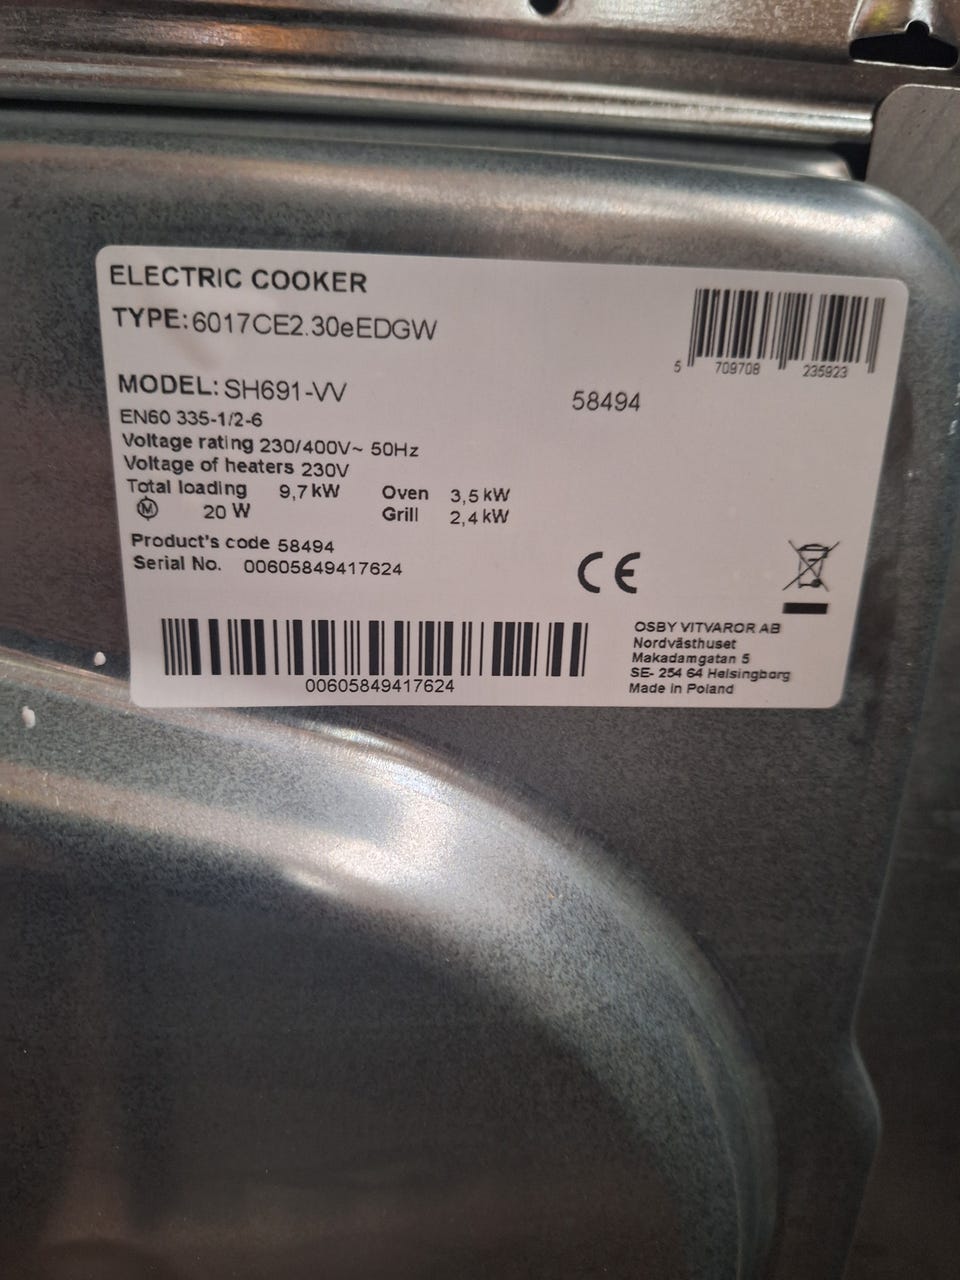 ELECTRIC COOKER
TYPE: 6017CE2.30eEDGW
5 709708 235923
MODEL: SH691-VV
58494
EN60 335-1/2-6
Voltage rating 230/400V~ 50Hz
Voltage of heaters 230V
Total loading 9,7 kW Oven 3,5 kW
M 20 W Grill 2,4 kW
Product's code 58494
Serial No. 00605849417624
CE
00605849417624
OSBY VITVAROR AB
Nordvästhuset
Makadamgatan 5
SE- 254 64 Helsingborg
Made in Poland